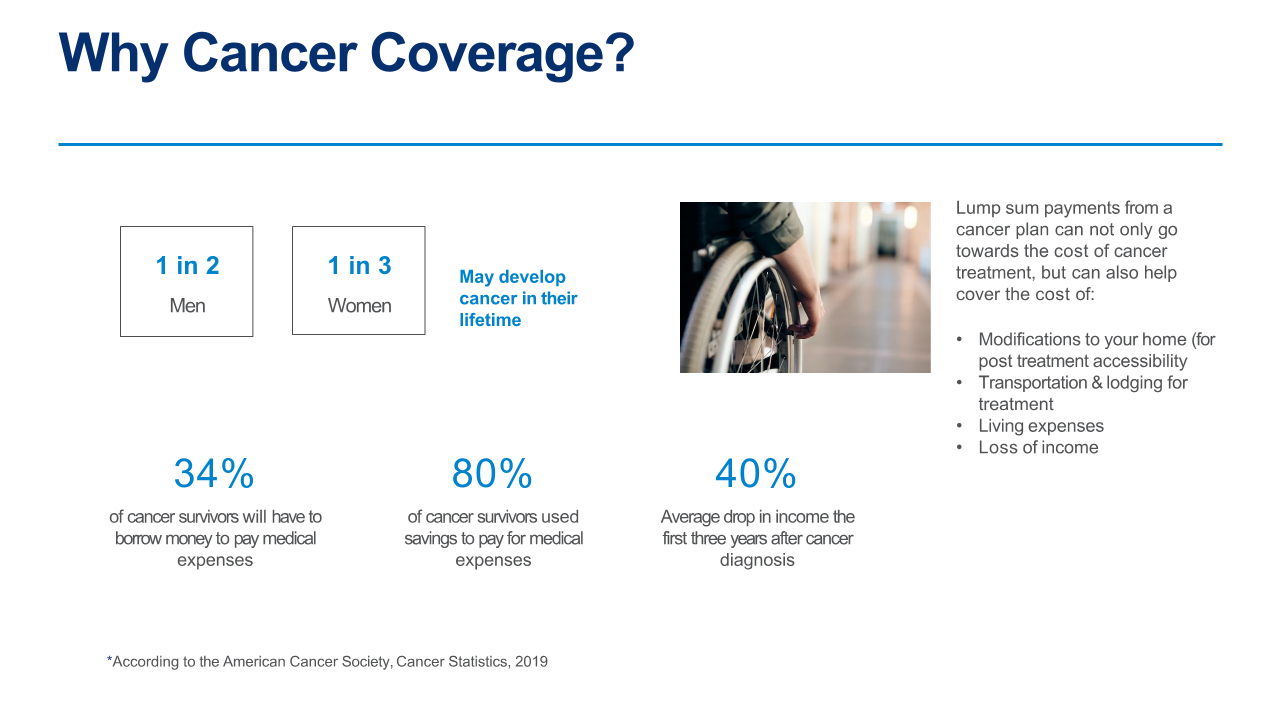 Why Cancer Coverage?
1 in 2
Men
1 in 3
Women
May develop
cancer in their
lifetime
Lump sum payments from a
cancer plan can not only go
towards the cost of cancer
treatment, but can also help
cover the cost of:
• Modifications to your home (for
post treatment accessibility
• Transportation & lodging for
treatment
• Living expenses
• Loss of income
34%
of cancer survivors will have to
borrow money to pay medical
expenses
80%
of cancer survivors used
savings to pay for medical
expenses
40%
Average drop in income the
first three years after cancer
diagnosis
*According to the American Cancer Society, Cancer Statistics, 2019